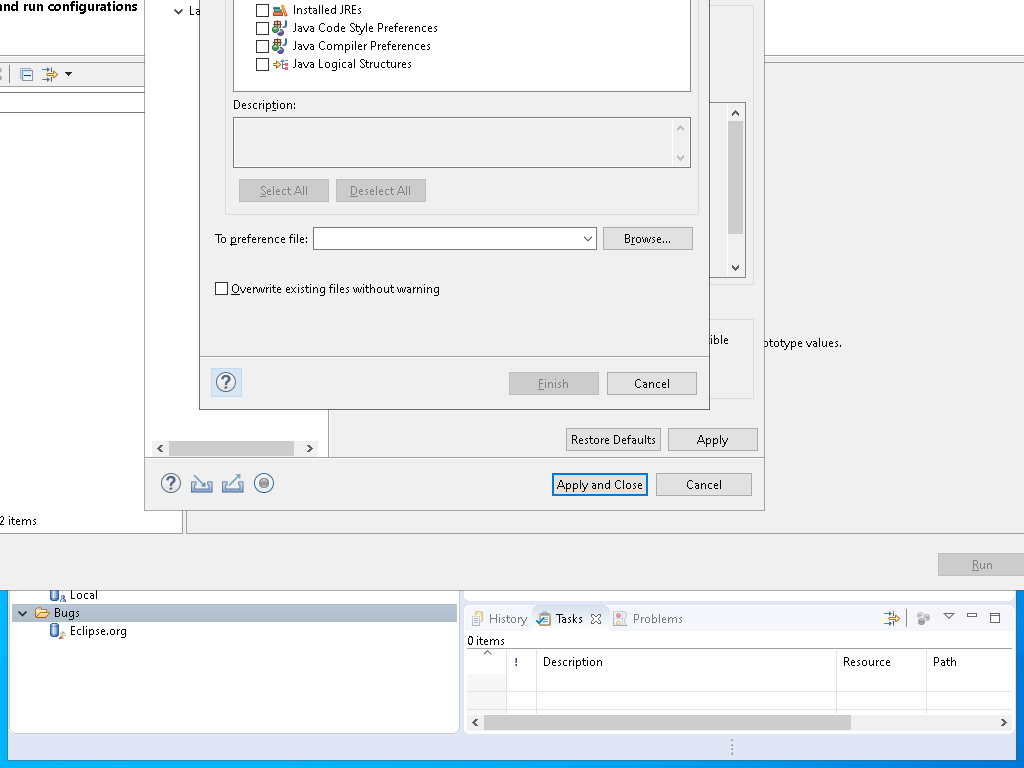 and run configurations
La
Installed JREs
Java Code Style Preferences
Java Compiler Preferences
Java Logical Structures
Description:
Select All
Deselect All
To preference file:
Browse...
Overwrite existing files without warning
ible
ototype values.
Finish
Cancel
Restore Defaults
Apply
Apply and Close
Cancel
2 items
Run
Local
Bugs
Eclipse.org
History
Tasks
Problems
0 items
!
Description
Resource
Path